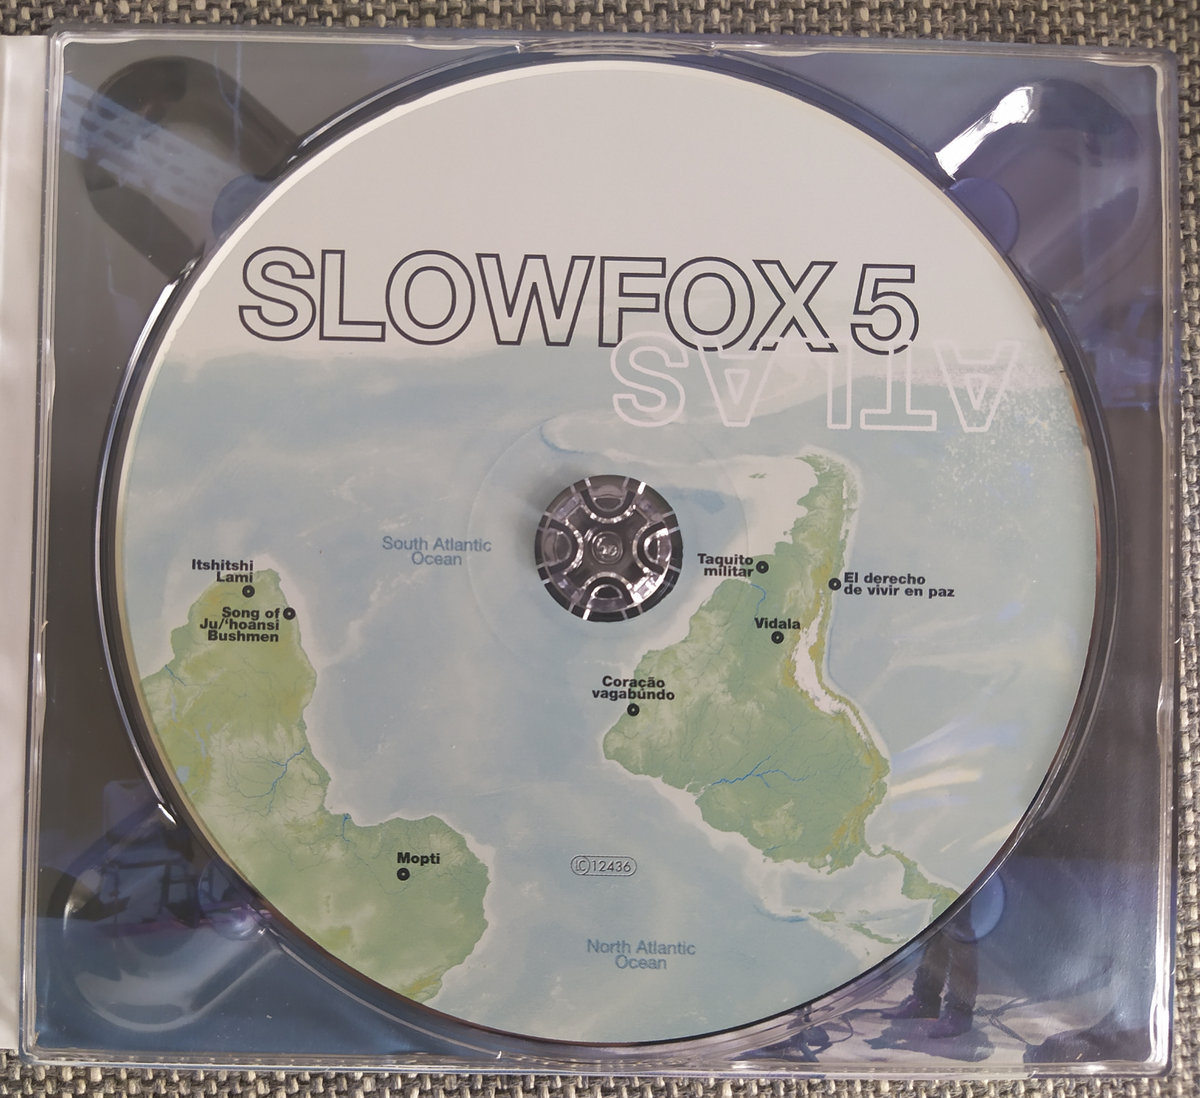 SLOWFOX 5
ATLAS
South Atlantic
Ocean
Itshitshi
Lami
Song of
Ju/'hoansi
Bushmen
Taquito
militar
El derecho
de vivir en paz
Vidala
Coração
vagabundo
Mopti
LC 12436
North Atlantic
Ocean